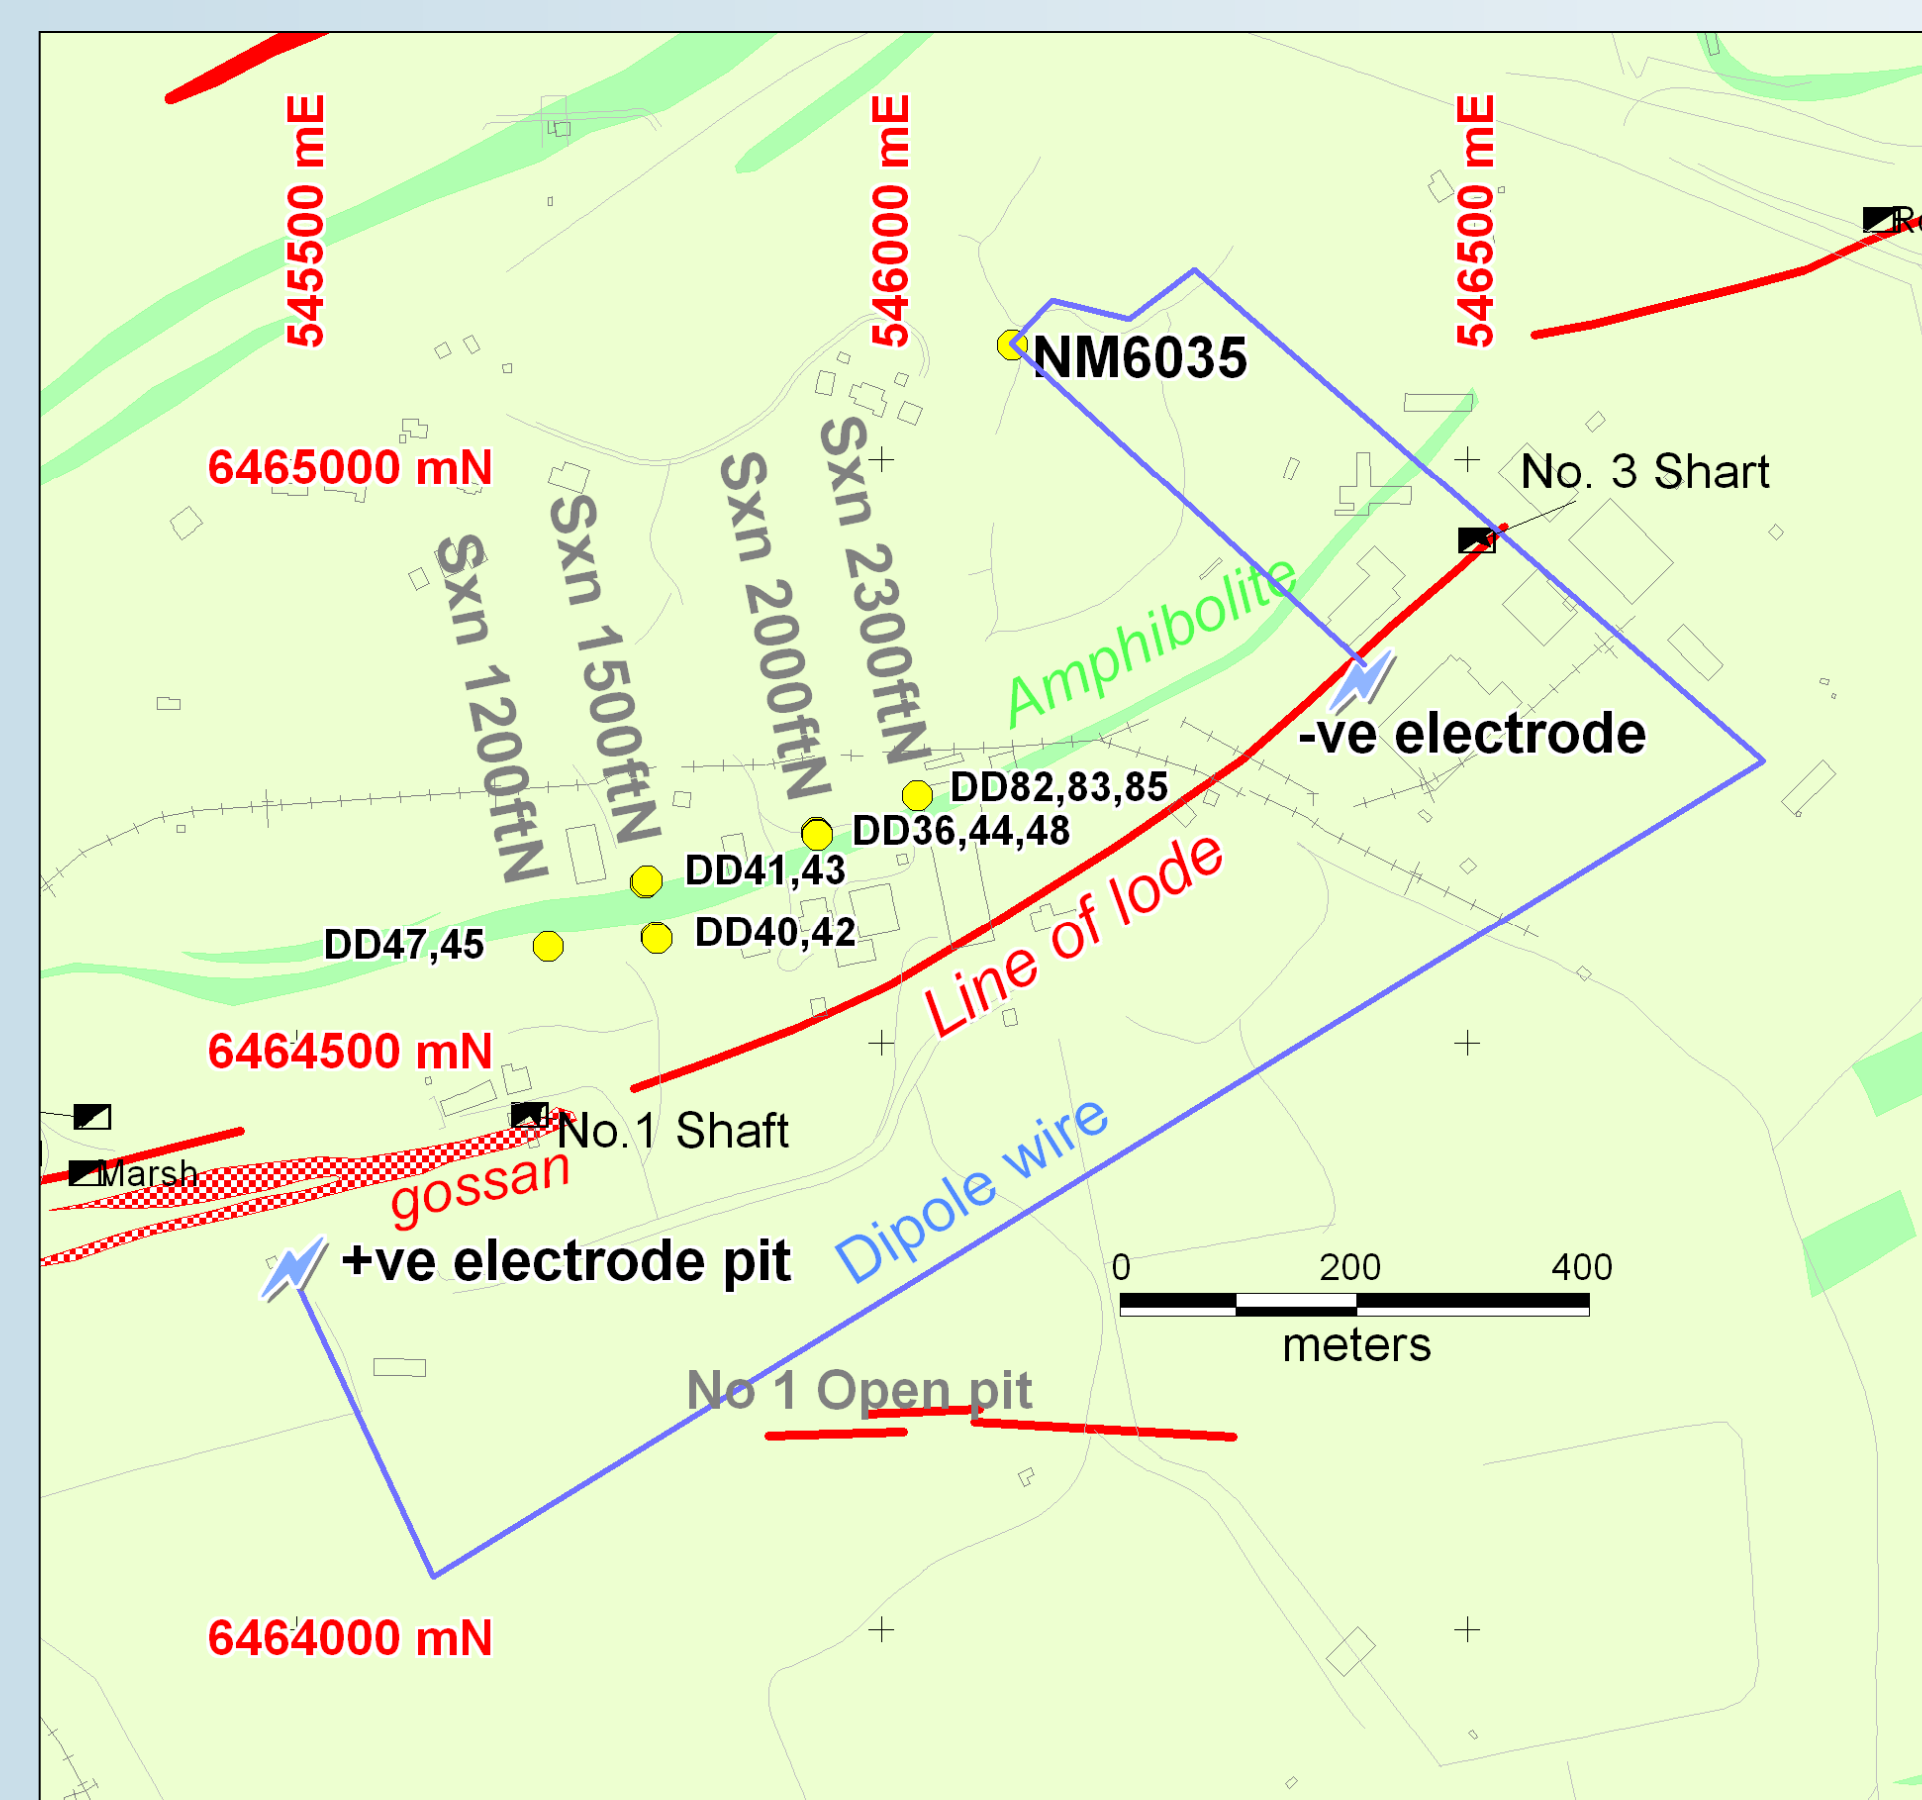 545500 mE
546000 mE
546500 mE
NM6035
6465000 mN
No. 3 Shart
Sxn 1200ftN
Sxn 1500ftN
Sxn 2000ftN
Sxn 2300ftN
Amphibolite
-ve electrode
DD82,83,85
DD36,44,48
DD41,43
DD40,42
DD47,45
Line of lode
6464500 mN
No.1 Shaft
Marsh
gossan
Dipole wire
+ve electrode pit
0 200 400
meters
No 1 Open pit
6464000 mN